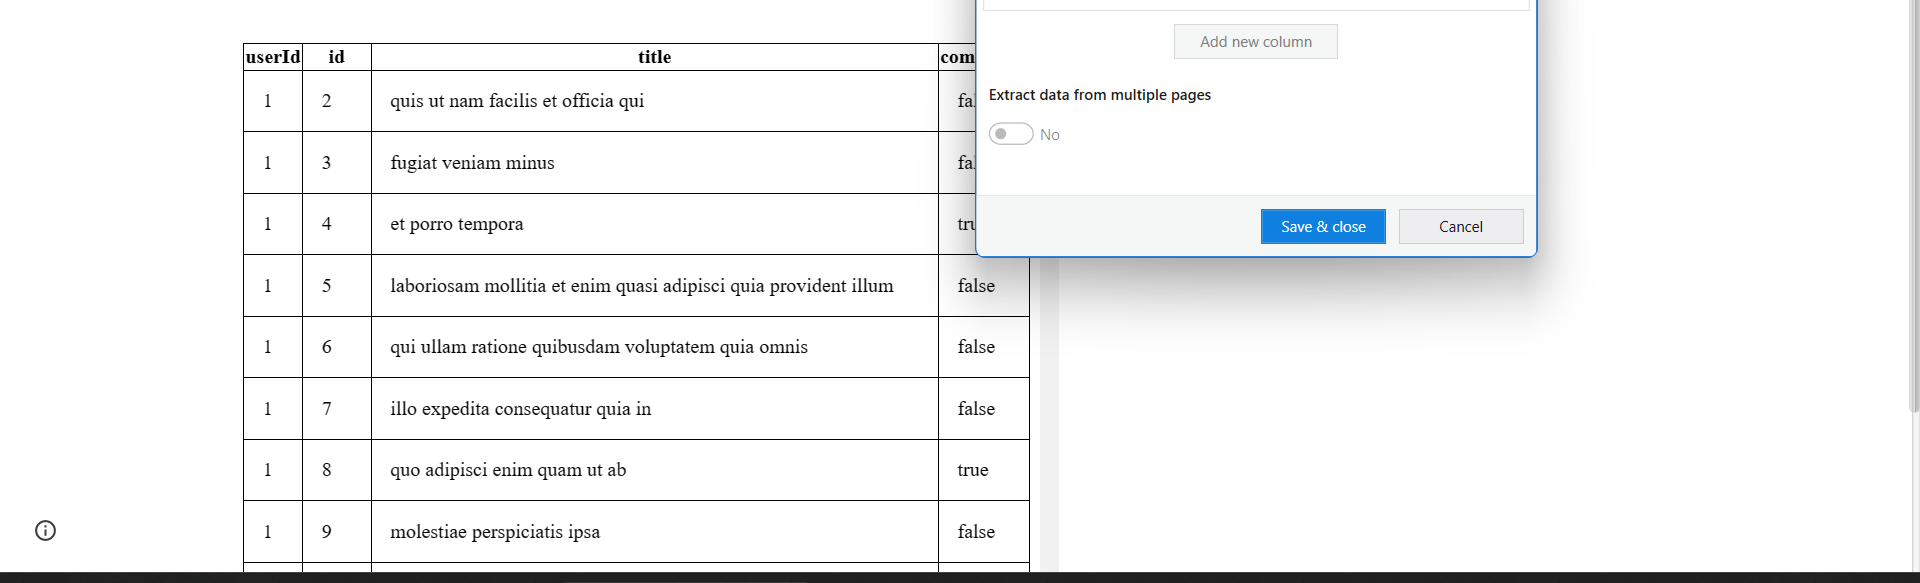 userId id title com
1 2 quis ut nam facilis et officia qui
1 3 fugiat veniam minus
1 4 et porro tempora
1 5 laboriosam mollitia et enim quasi adipisci quia provident illum false
1 6 qui ullam ratione quibusdam voluptatem quia omnis false
1 7 illo expedita consequatur quia in false
1 8 quo adipisci enim quam ut ab true
1 9 molestiae perspiciatis ipsa false
Add new column
Extract data from multiple pages
No
Save & close Cancel